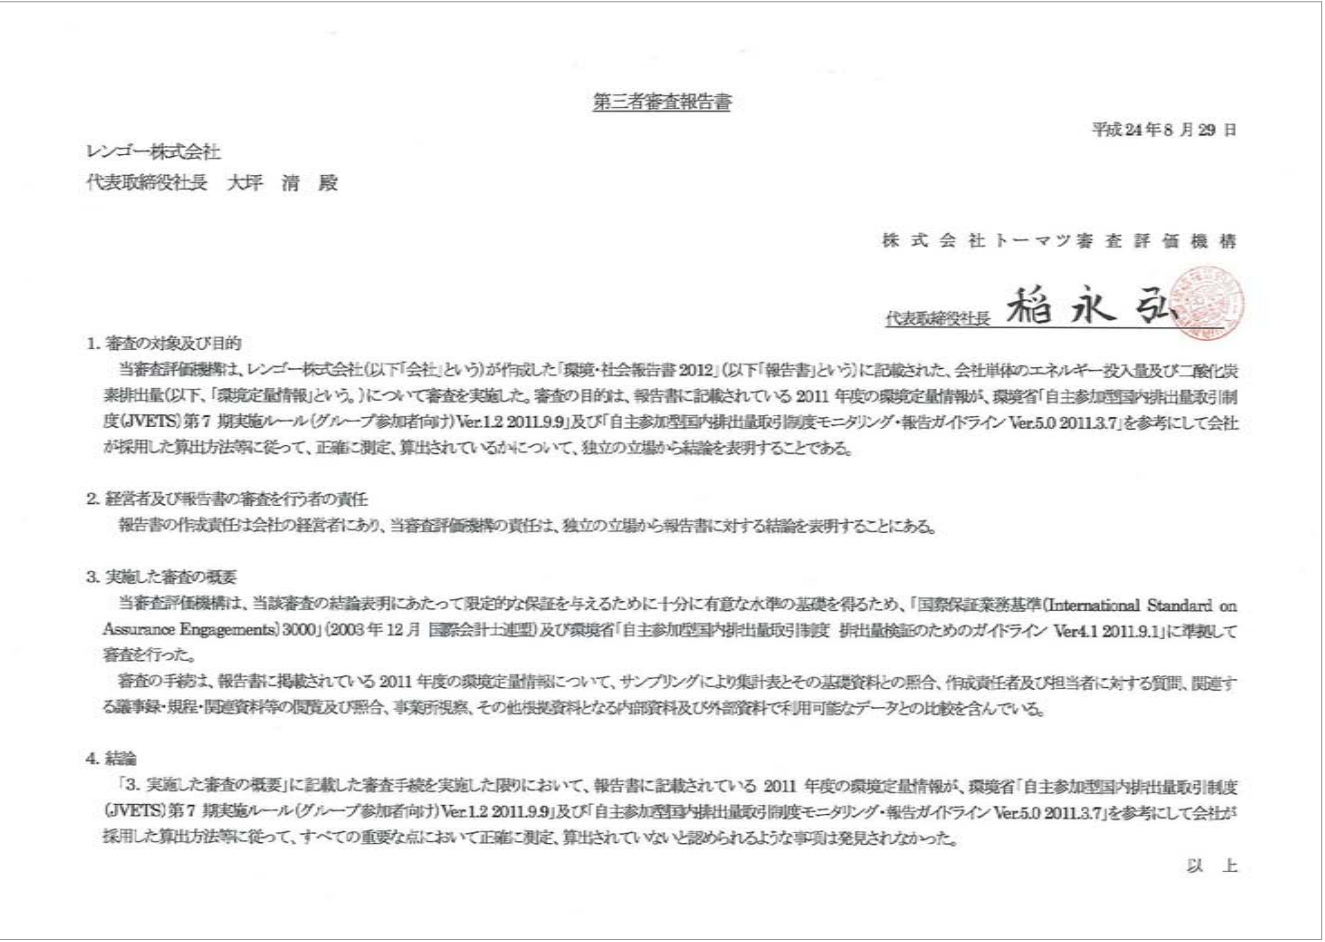 第三者審査報告書
平成24年8月29日
レンゴー株式会社
代表取締役社長　大坪　清　殿
株式会社トーマツ審査評価機構
代表取締役社長 稲永 弘
1. 審査の対象及び目的
当審査評価機構は、レンゴー株式会社(以下「会社」という)が作成した「環境・社会報告書2012」(以下「報告書」という)に記載された、会社単体のエネルギー投入量及び二酸化炭
素排出量(以下、「環境定量情報」という。)について審査を実施した。審査の目的は、報告書に記載されている2011年度の環境定量情報が、環境省「自主参加型国内排出量取引制
度(JVETS)第7期実施ルール(グループ参加者向け)Ver.1.2 2011.9.9」及び「自主参加型国内排出量取引制度モニタリング・報告ガイドラインVer.5.0 2011.3.7」を参考にして会社
が採用した算出方法等に従って、正確に測定、算出されているかについて、独立の立場から結論を表明することである。
2. 経営者及び報告書の審査を行う者の責任
報告書の作成責任は会社の経営者にあり、当審査評価機構の責任は、独立の立場から報告書に対する結論を表明することにある。
3. 実施した審査の概要
当審査評価機構は、当該審査の結論表明にあたって限定的な保証を与えるために十分に有意な水準の基礎を得るため、「国際保証業務基準(International Standard on
Assurance Engagements)3000」(2003年12月 国際会計士連盟)及び環境省「自主参加型国内排出量取引制度 排出量検証のためのガイドライン Ver4.1 2011.9.1」に準拠して
審査を行った。
審査の手続は、報告書に掲載されている2011年度の環境定量情報について、サンプリングにより集計表とその基礎資料との照合、作成責任者及び担当者に対する質問、関連す
る議事録・規程・関連資料等の閲覧及び照合、事業所視察、その他根拠資料となる内部資料及び外部資料で利用可能なデータとの比較を含んでいる。
4. 結論
「3. 実施した審査の概要」に記載した審査手続を実施した限りにおいて、報告書に記載されている 2011 年度の環境定量情報が、環境省「自主参加型国内排出量取引制度
(JVETS)第7期実施ルール(グループ参加者向け)Ver.1.2 2011.9.9」及び「自主参加型国内排出量取引制度モニタリング・報告ガイドラインVer.5.0 2011.3.7」を参考にして会社が
採用した算出方法等に従って、すべての重要な点において正確に測定、算出されていないと認められるような事項は発見されなかった。
以　上